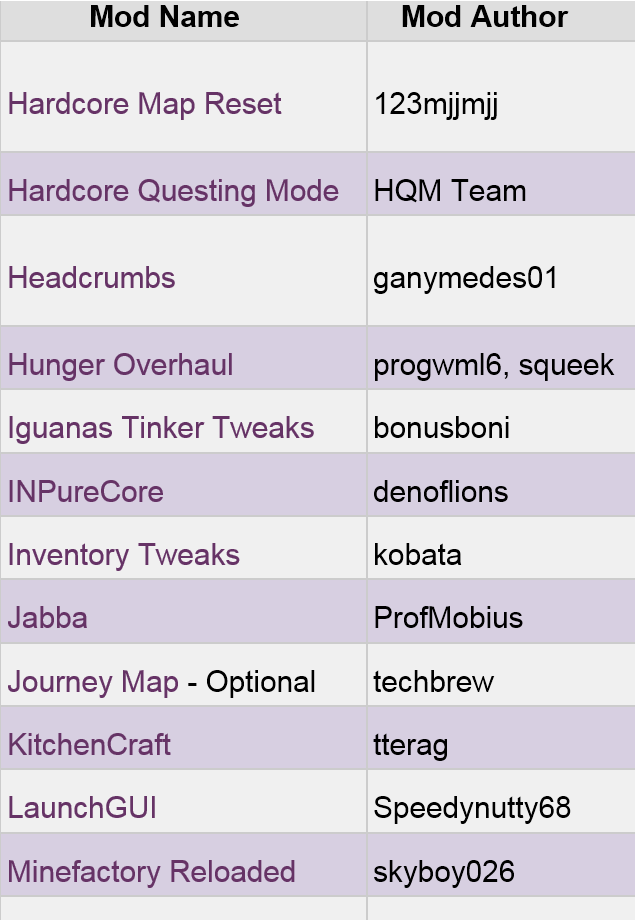 Mod Name Mod Author
Hardcore Map Reset 123mjjmjj
Hardcore Questing Mode HQM Team
Headcrumbs ganymedes01
Hunger Overhaul progwml6, squeek
Iguanas Tinker Tweaks bonusboni
INPureCore denoflions
Inventory Tweaks kobata
Jabba ProfMobius
Journey Map - Optional techbrew
KitchenCraft tterag
LaunchGUI Speedynutty68
Minefactory Reloaded skyboy026